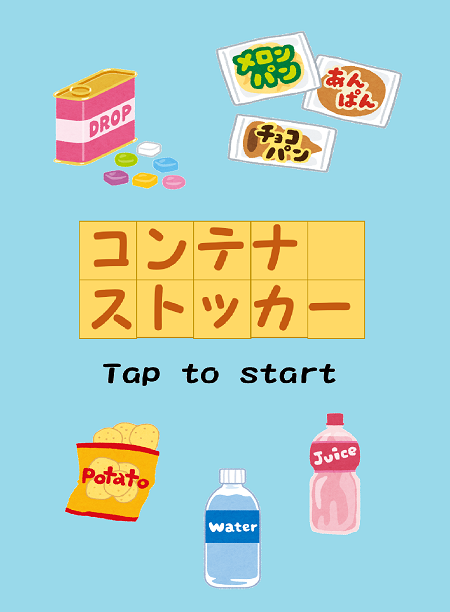 DROP
メロン
パン
あん
ぱん
チョコ
パン
コンテナ
ストッカー
Tap to start
Potato
Juice
Water